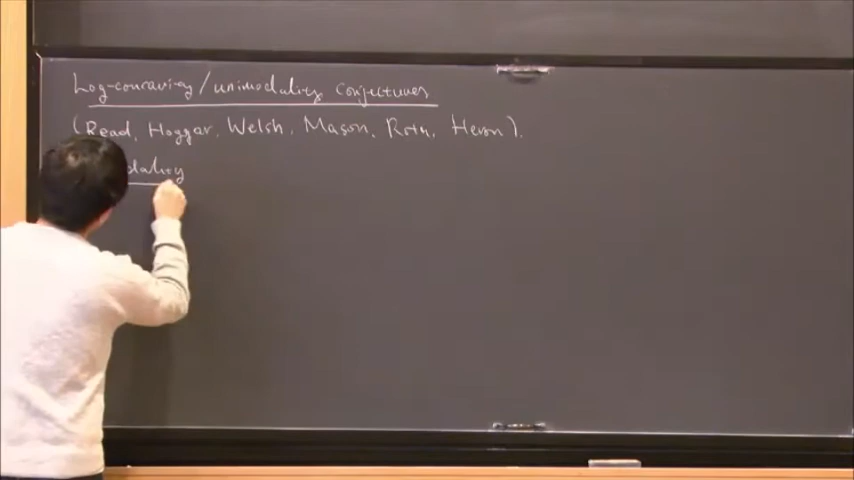 Log-concavity/unimodality conjectures
(Read, Hoggar, Welsh, Mason, Rota, Heron).
dality